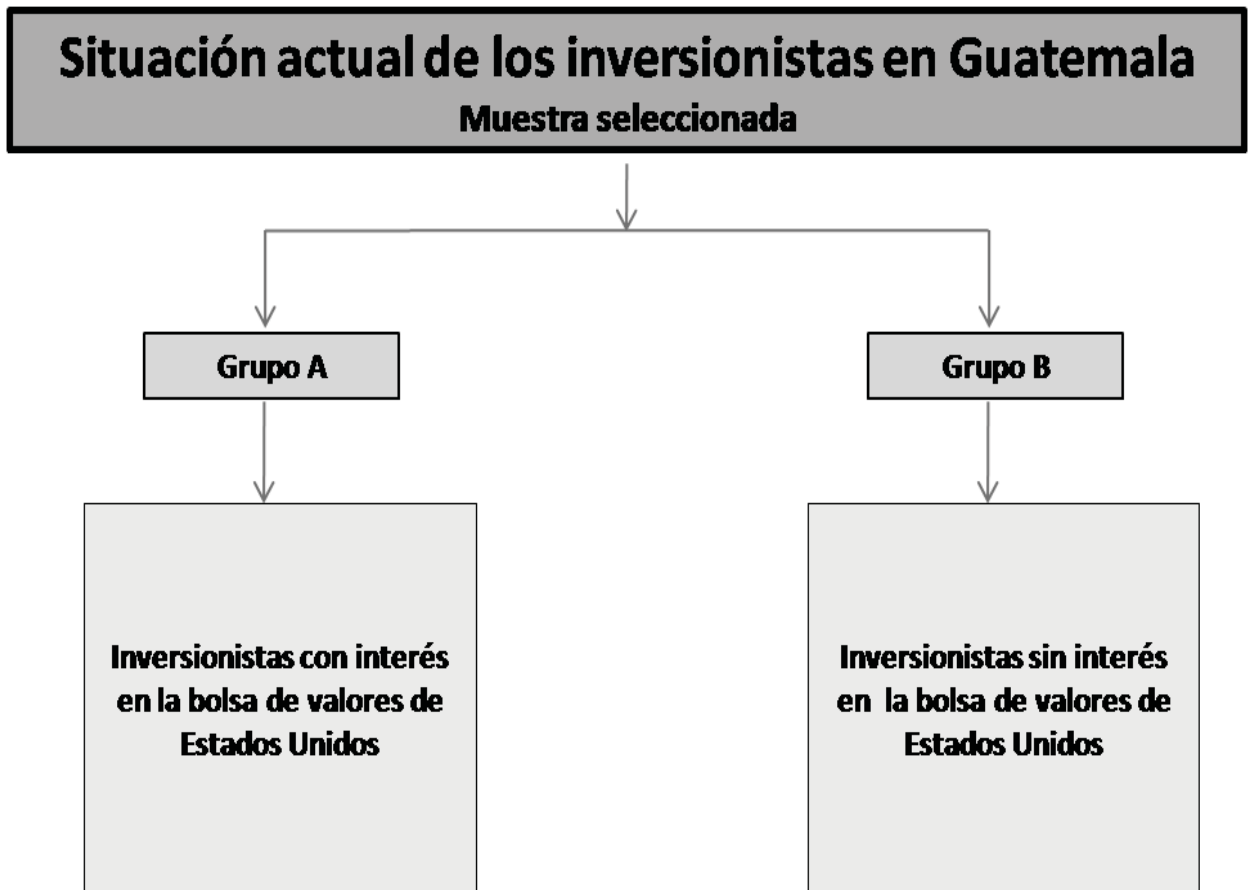 Situación actual de los inversionistas en Guatemala
Muestra seleccionada
Grupo A
Grupo B
Inversionistas con interés
en la bolsa de valores de
Estados Unidos
Inversionistas sin interés
en la bolsa de valores de
Estados Unidos